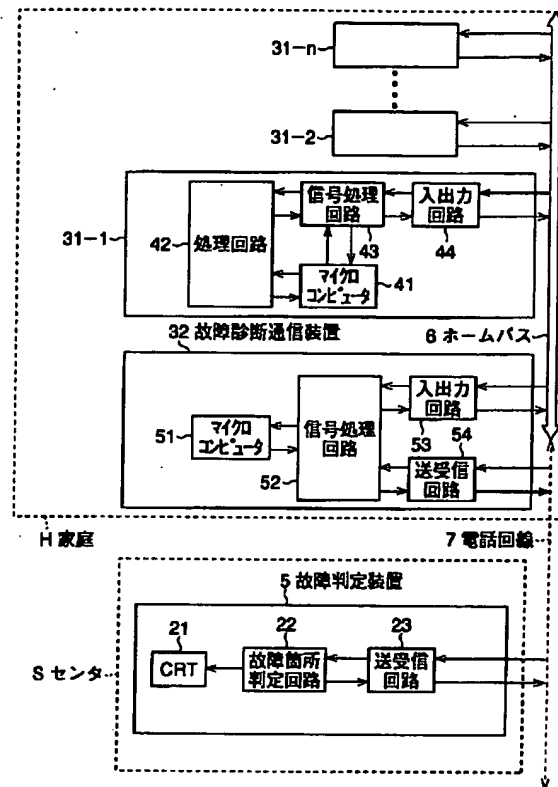 31-n
31-2
31-1
42
処理回路
信号処理
回路
43
入出力
回路
44
マイクロ
コンピュータ
41
32 故障診断通信装置
6 ホームバス
51
マイクロ
コンピュータ
信号処理
回路
52
入出力
回路
53
54
送受信
回路
H 家庭
7 電話回線
5 故障判定装置
S センタ
21
CRT
22
故障箇所
判定回路
23
送受信
回路